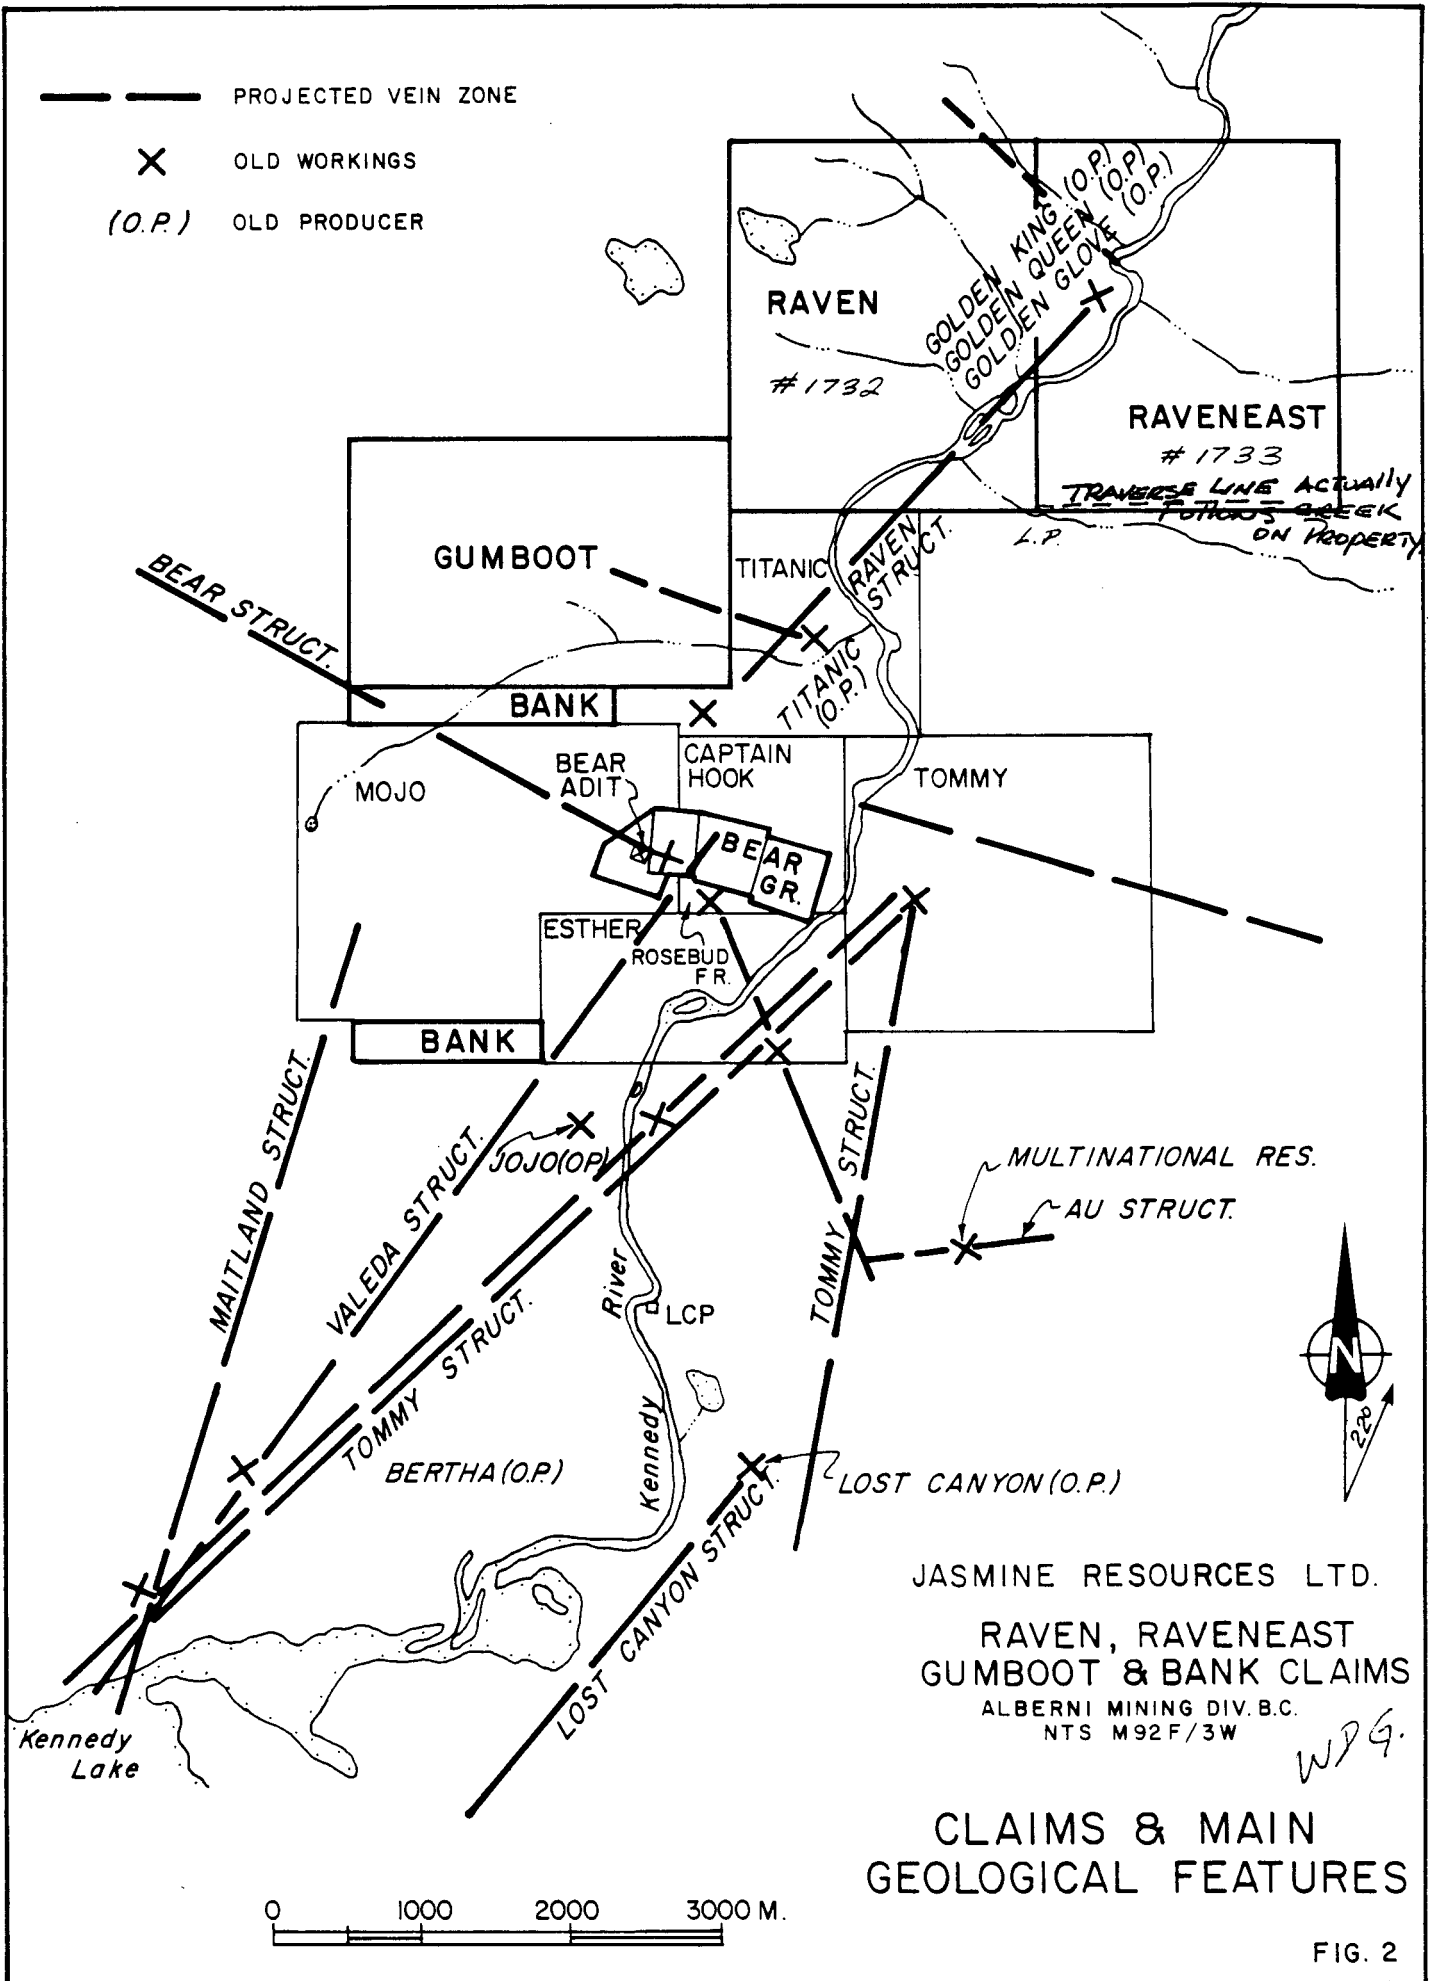 PROJECTED VEIN ZONE
OLD WORKINGS
(O.P.) OLD PRODUCER
GOLDEN KING (O.P.)
GOLDEN QUEEN (O.P.)
GOLDEN GLOVE (O.P.)
RAVEN
# 1732
RAVENEAST
# 1733
TRAVERSE LINE ACTUALLY
FOLLOWS CREEK
ON PROPERTY.
L.P.
GUMBOOT
TITANIC
RAVEN
STRUCT.
BEAR STRUCT.
TITANIC
(O.P.)
BANK
BEAR
ADIT
CAPTAIN
HOOK
TOMMY
MOJO
BEAR
GR.
ESTHER
ROSEBUD
FR.
BANK
MAITLAND STRUCT.
VALEDA STRUCT.
JOJO (O.P)
TOMMY STRUCT.
MULTINATIONAL RES.
AU STRUCT.
River
LCP
TOMMY STRUCT.
Kennedy
BERTHA (O.P.)
LOST CANYON (O.P.)
LOST CANYON STRUCT.
N
220
Kennedy
Lake
JASMINE RESOURCES LTD.
RAVEN, RAVENEAST
GUMBOOT & BANK CLAIMS
ALBERNI MINING DIV. B.C.
NTS M92F/3W
WDG.
CLAIMS & MAIN
GEOLOGICAL FEATURES
0 1000 2000 3000 M.
FIG. 2